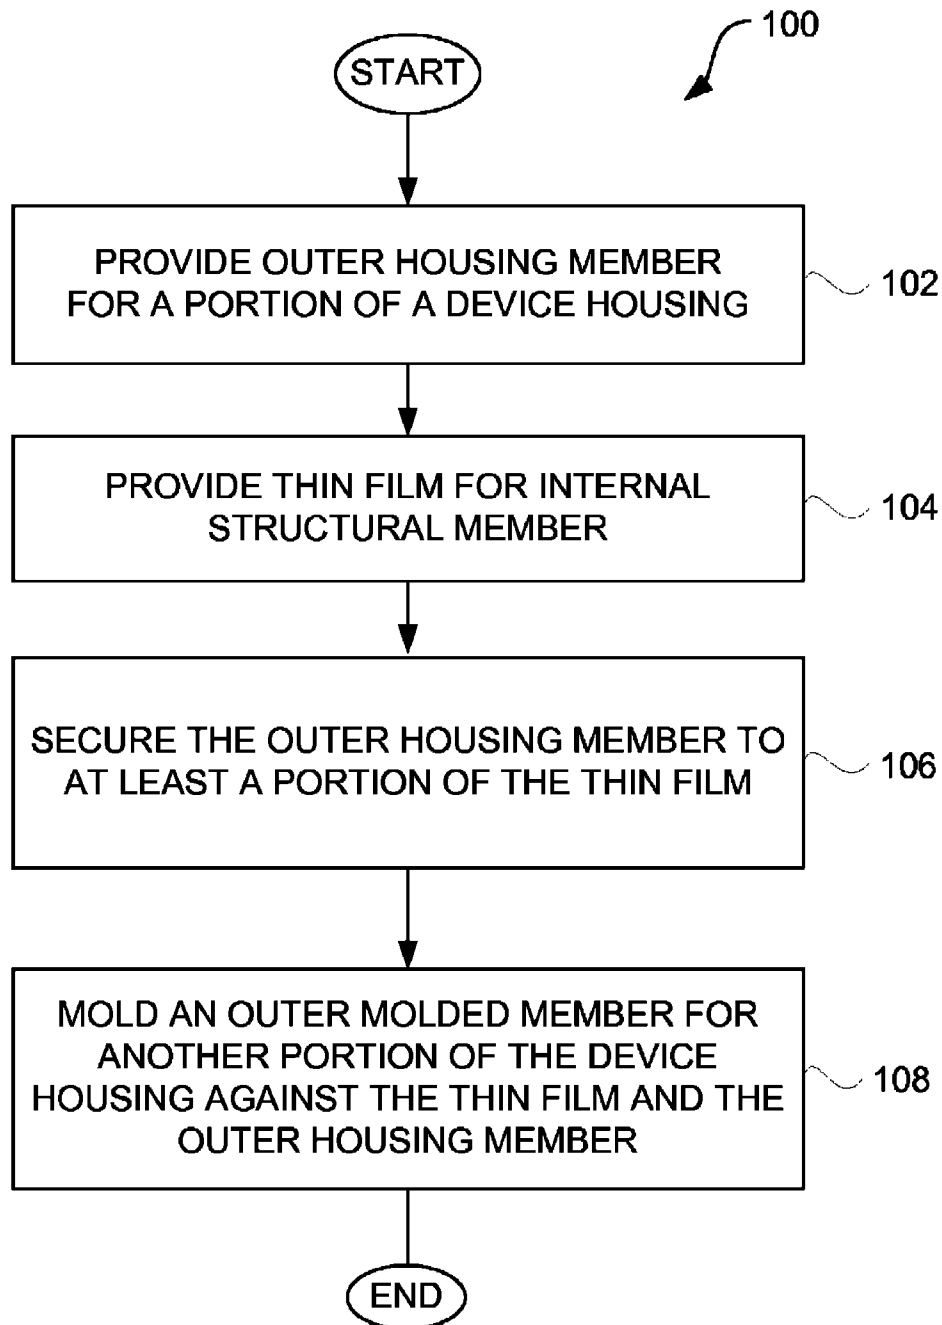 100
START
PROVIDE OUTER HOUSING MEMBER
FOR A PORTION OF A DEVICE HOUSING
102
PROVIDE THIN FILM FOR INTERNAL
STRUCTURAL MEMBER
104
SECURE THE OUTER HOUSING MEMBER TO
AT LEAST A PORTION OF THE THIN FILM
106
MOLD AN OUTER MOLDED MEMBER FOR
ANOTHER PORTION OF THE DEVICE
HOUSING AGAINST THE THIN FILM AND THE
OUTER HOUSING MEMBER
108
END